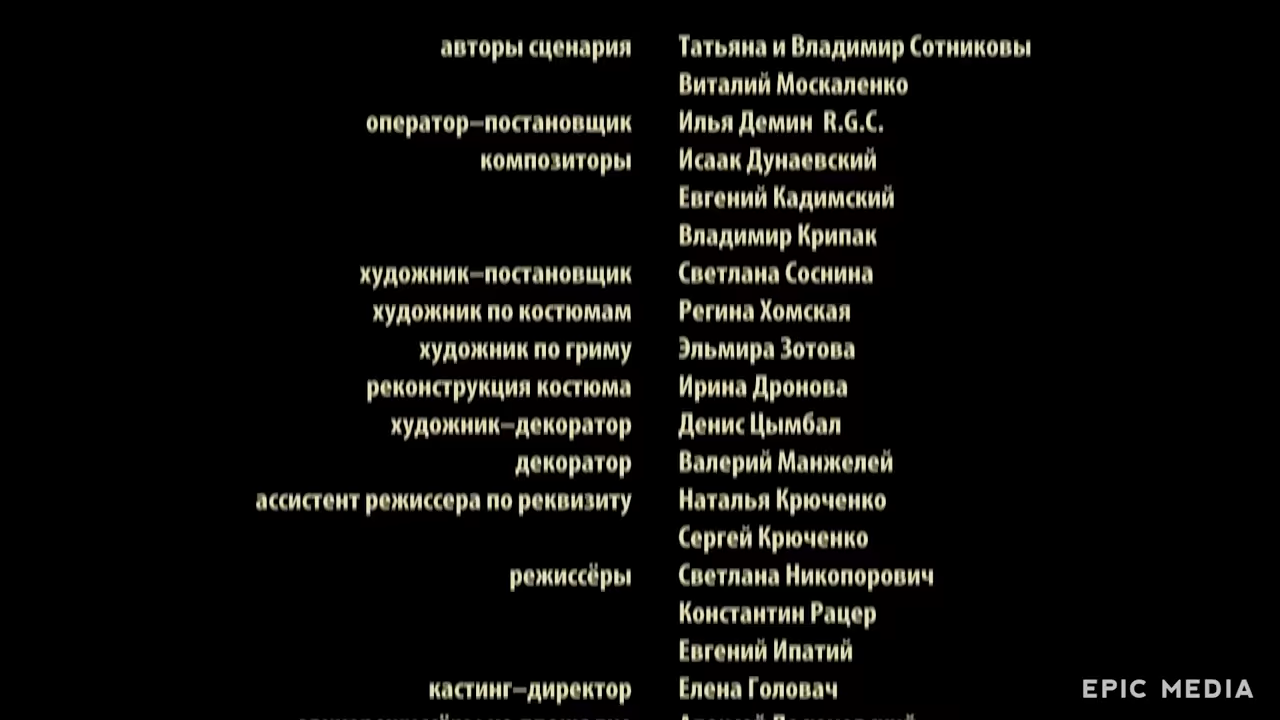 авторы сценария Татьяна и Владимир Сотниковы
Виталий Москаленко
оператор–постановщик Илья Демин R.G.C.
композиторы Исаак Дунаевский
Евгений Кадимский
Владимир Крипак
художник–постановщик Светлана Соснина
художник по костюмам Регина Хомская
художник по гриму Эльмира Зотова
реконструкция костюма Ирина Дронова
художник–декоратор Денис Цымбал
декоратор Валерий Манжелей
ассистент режиссера по реквизиту Наталья Крюченко
Сергей Крюченко
режиссёры Светлана Никопорович
Константин Рацер
Евгений Ипатий
кастинг–директор Елена Головач
EPIC MEDIA